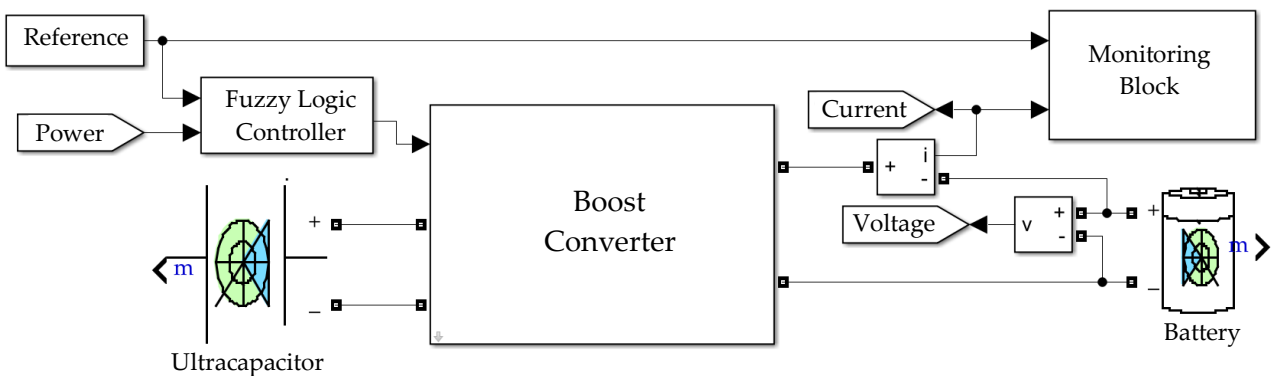 Reference
Monitoring
Block
Fuzzy Logic
Controller
Current
Power
i
+
-
Boost
Converter
Voltage
v
+
-
+
−
m
Ultracapacitor
+
−
m
Battery